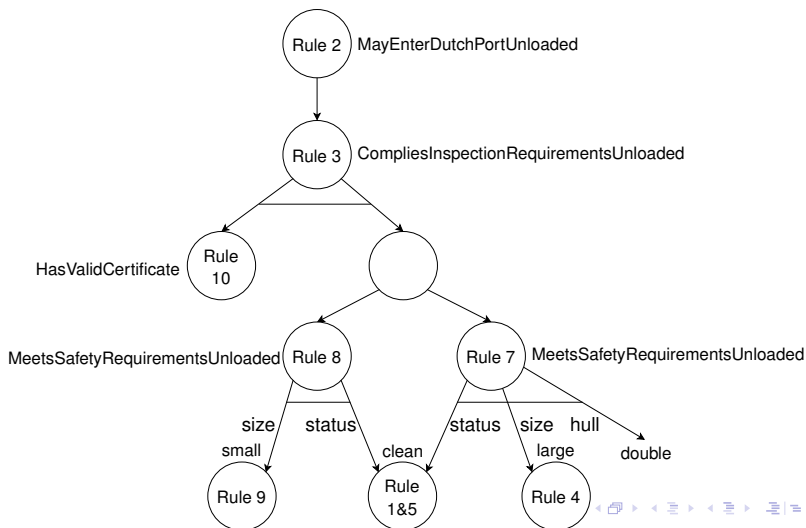 Rule 2 MayEnterDutchPortUnloaded
Rule 3 CompliesInspectionRequirementsUnloaded
HasValidCertificate
Rule
10
MeetsSafetyRequirementsUnloaded Rule 8
Rule 7 MeetsSafetyRequirementsUnloaded
size status status size hull
small clean large double
Rule 9
Rule
1&5
Rule 4